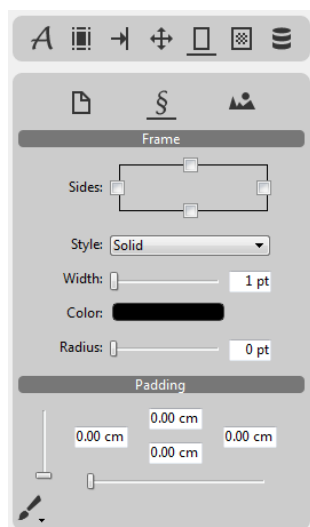 A
§
Frame
Sides:
Style: Solid
Width: 1 pt
Color:
Radius: 0 pt
Padding
0.00 cm
0.00 cm 0.00 cm
0.00 cm